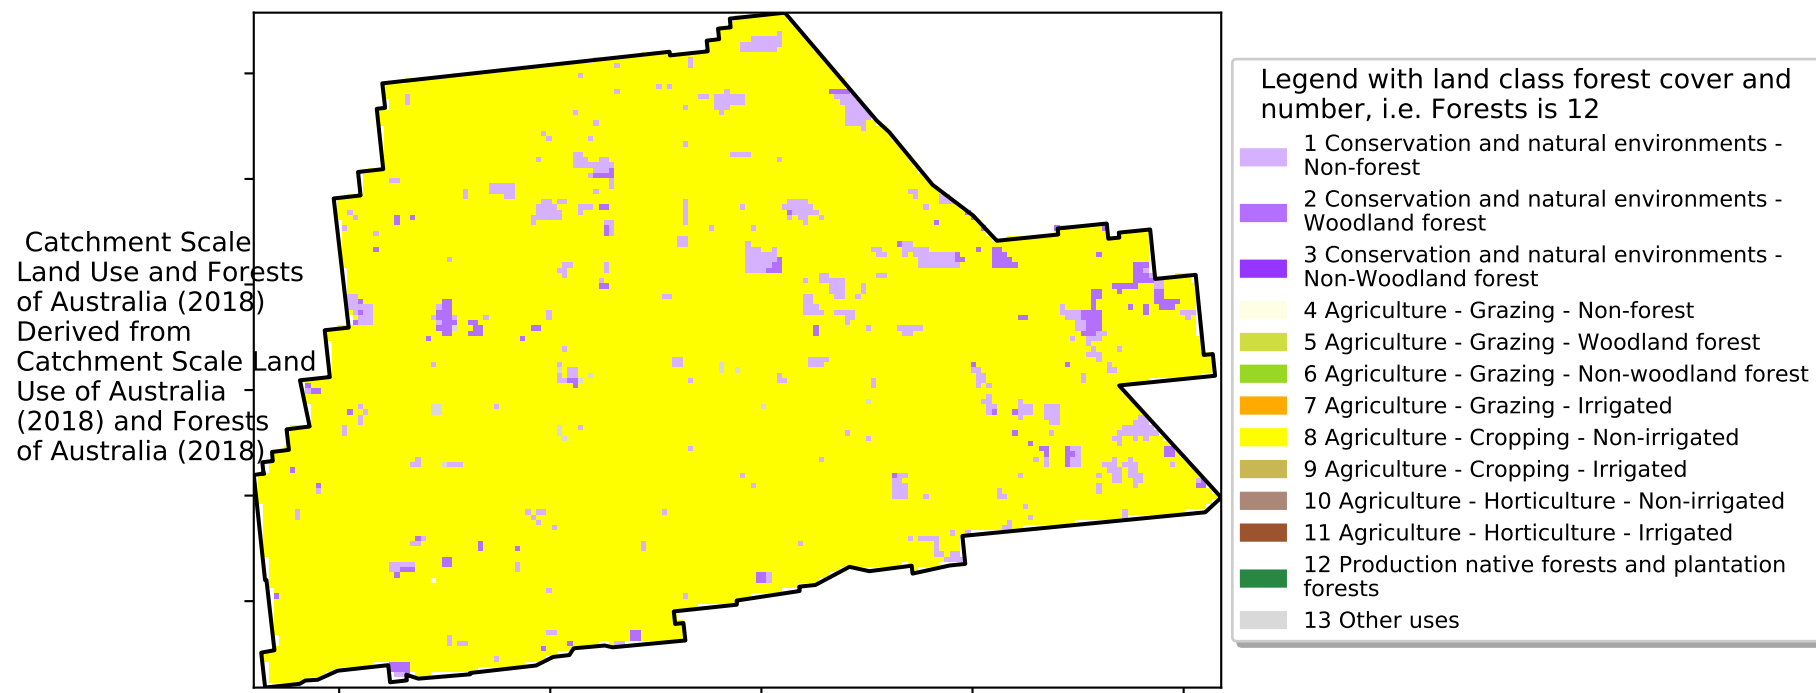 Catchment Scale
Land Use and Forests
of Australia (2018)
Derived from
Catchment Scale Land
Use of Australia
(2018) and Forests
of Australia (2018)
Legend with land class forest cover and
number, i.e. Forests is 12
1 Conservation and natural environments -
Non-forest
2 Conservation and natural environments -
Woodland forest
3 Conservation and natural environments -
Non-Woodland forest
4 Agriculture - Grazing - Non-forest
5 Agriculture - Grazing - Woodland forest
6 Agriculture - Grazing - Non-woodland forest
7 Agriculture - Grazing - Irrigated
8 Agriculture - Cropping - Non-irrigated
9 Agriculture - Cropping - Irrigated
10 Agriculture - Horticulture - Non-irrigated
11 Agriculture - Horticulture - Irrigated
12 Production native forests and plantation
forests
13 Other uses